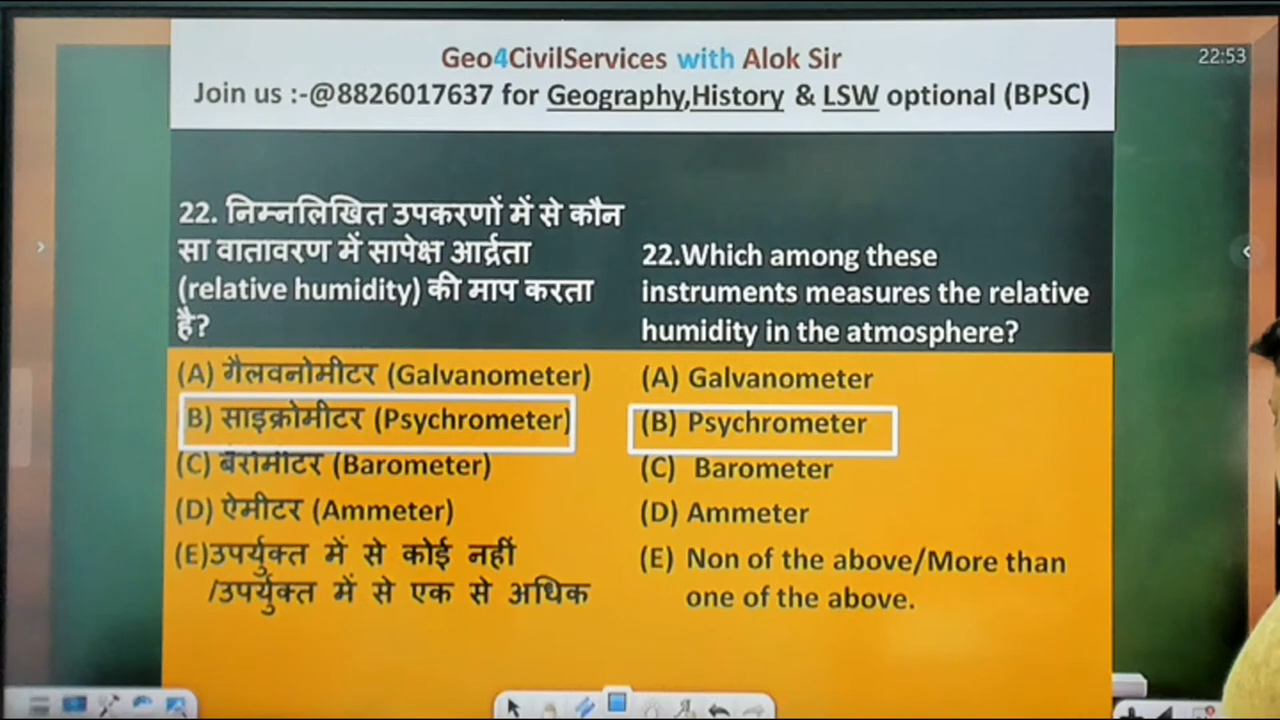 Geo4CivilServices with Alok Sir
Join us :-@8826017637 for Geography,History & LSW optional (BPSC)
22:53
22. निम्नलिखित उपकरणों में से कौन
सा वातावरण में सापेक्ष आर्द्रता
(relative humidity) की माप करता
है?
22.Which among these
instruments measures the relative
humidity in the atmosphere?
(A) गैलवनोमीटर (Galvanometer)
B) साइक्रोमीटर (Psychrometer)
(C) बैरोमीटर (Barometer)
(D) ऐमीटर (Ammeter)
(E)उपर्युक्त में से कोई नहीं
/उपर्युक्त में से एक से अधिक
(A) Galvanometer
(B) Psychrometer
(C) Barometer
(D) Ammeter
(E) Non of the above/More than
one of the above.